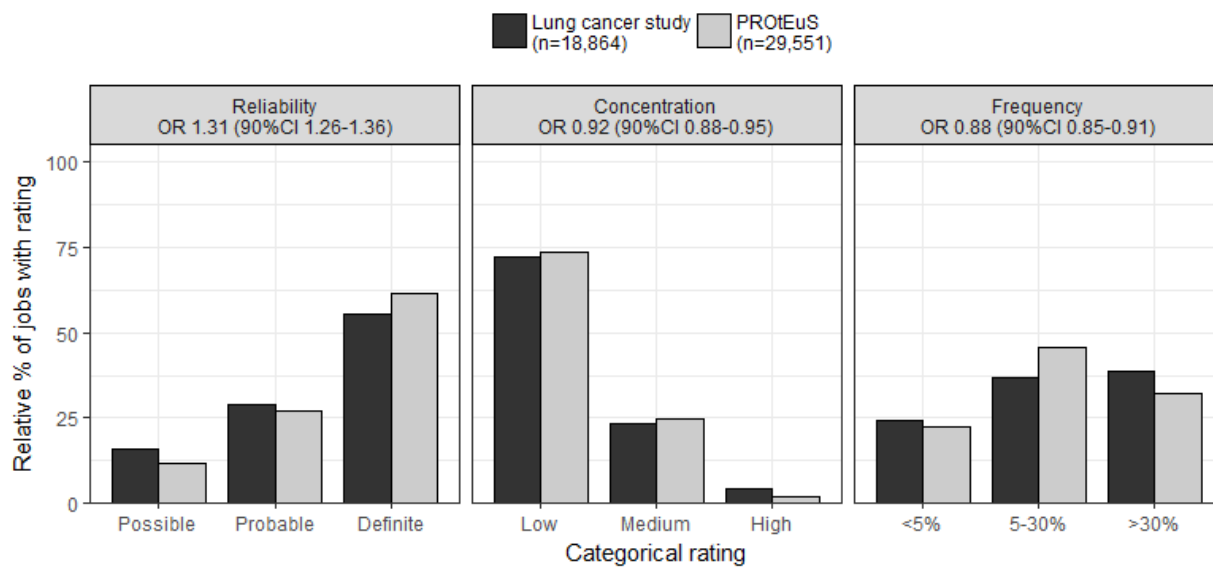 Lung cancer study
(n=18,864)
PROtEuS
(n=29,551)
Reliability
OR 1.31 (90%CI 1.26-1.36)
Concentration
OR 0.92 (90%CI 0.88-0.95)
Frequency
OR 0.88 (90%CI 0.85-0.91)
Relative % of jobs with rating
100
75
50
25
0
Possible Probable Definite
Low Medium High
<5% 5-30% >30%
Categorical rating